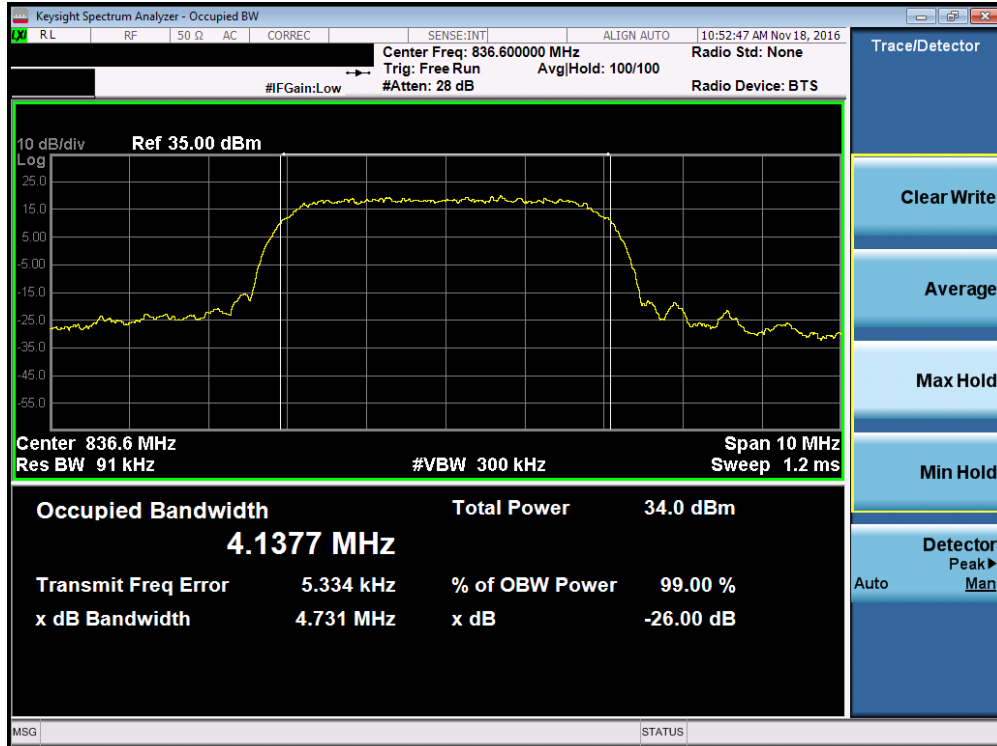 Keysight Spectrum Analyzer - Occupied BW
LXI RL RF 50 Ω AC CORREC SENSE:INT ALIGN AUTO 10:52:47 AM Nov 18, 2016
Center Freq: 836.600000 MHz Radio Std: None
Trig: Free Run Avg|Hold: 100/100
#IFGain:Low #Atten: 28 dB Radio Device: BTS
10 dB/div Ref 35.00 dBm
Log
25.0
15.0
5.00
-5.00
-15.0
-25.0
-35.0
-45.0
-55.0
Center 836.6 MHz Span 10 MHz
Res BW 91 kHz #VBW 300 kHz Sweep 1.2 ms
Occupied Bandwidth Total Power 34.0 dBm
4.1377 MHz
Transmit Freq Error 5.334 kHz % of OBW Power 99.00 %
x dB Bandwidth 4.731 MHz x dB -26.00 dB
MSG STATUS
Trace/Detector
Clear Write
Average
Max Hold
Min Hold
Detector
Peak▶
Auto Man